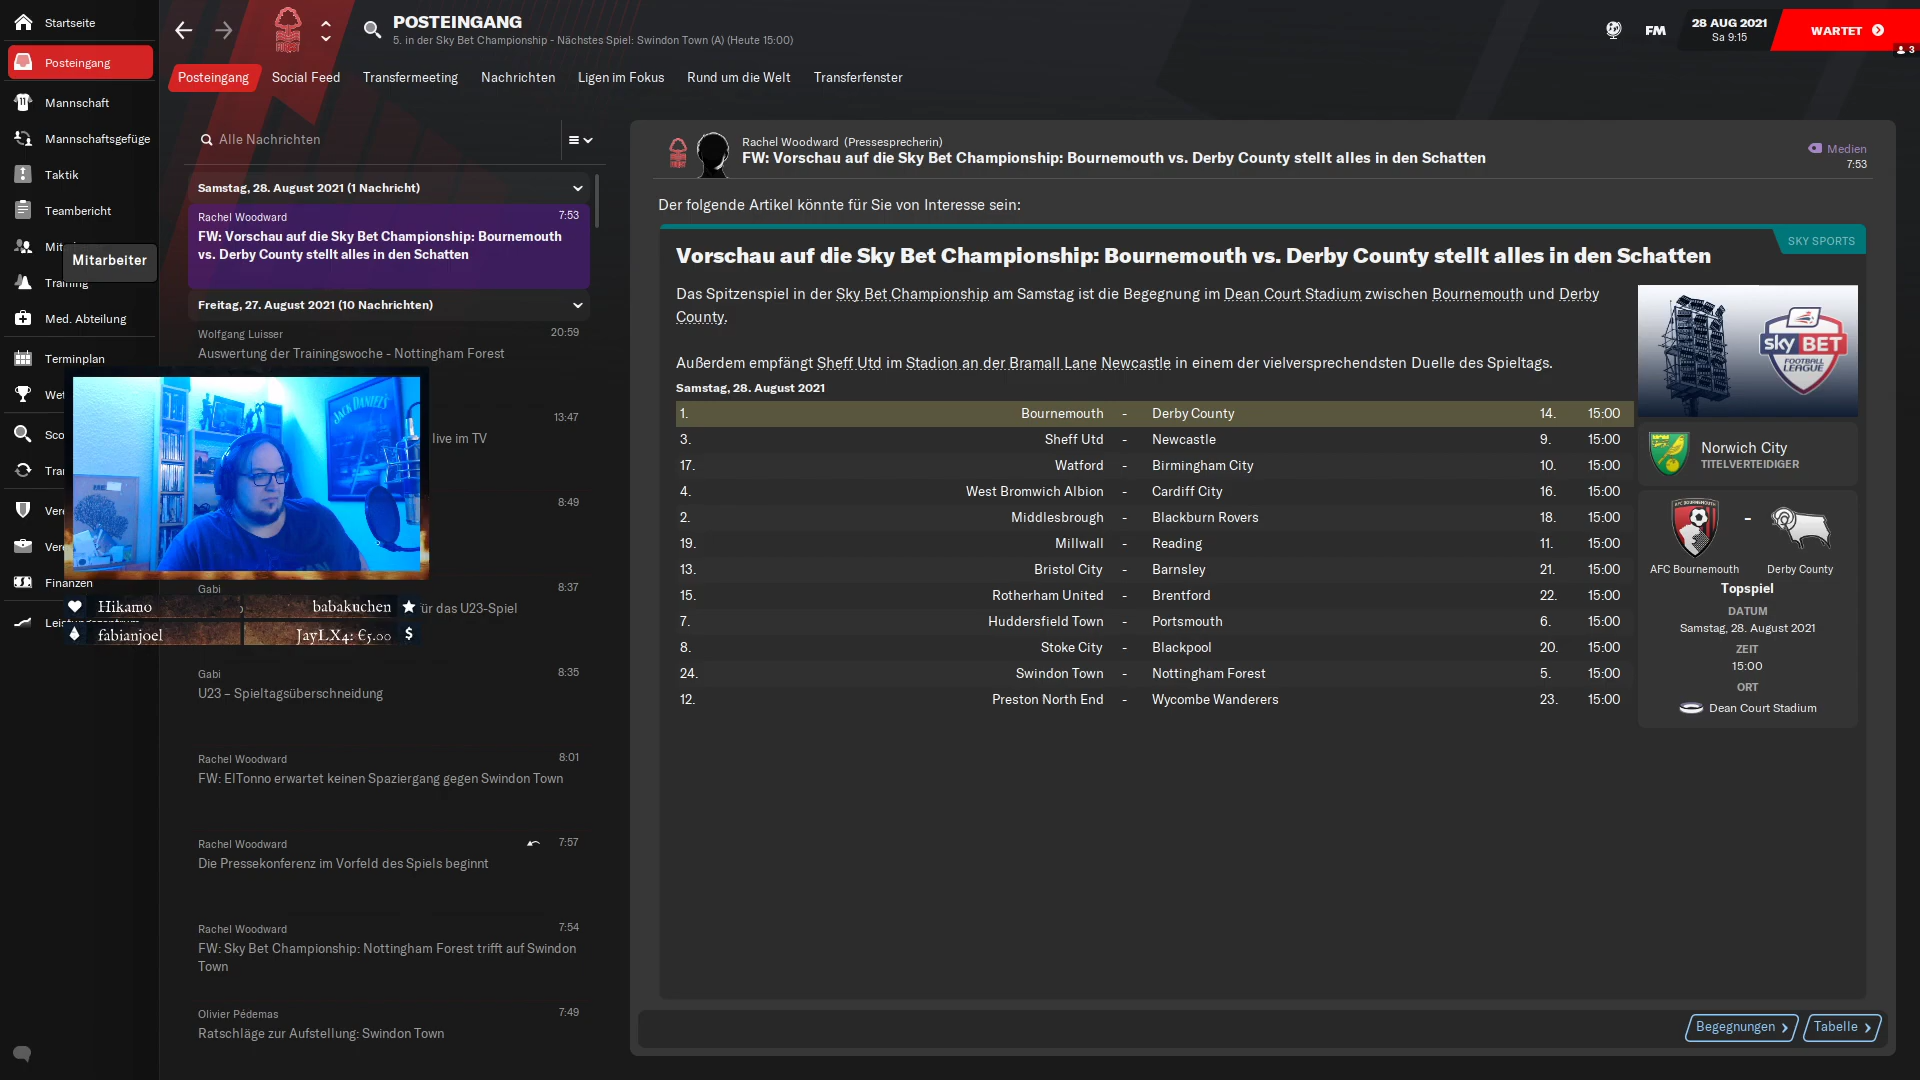 Startseite
Posteingang
Mannschaft
Mannschaftsgefüge
Taktik
Teambericht
Mitarbeiter
Training
Med. Abteilung
Terminplan
Finanzen
POSTEINGANG
5. in der Sky Bet Championship - Nächstes Spiel: Swindon Town (A) (Heute 15:00)
FM
28 AUG 2021
Sa 9:15
WARTET
3
Posteingang
Social Feed
Transfermeeting
Nachrichten
Ligen im Fokus
Rund um die Welt
Transferfenster
Alle Nachrichten
Samstag, 28. August 2021 (1 Nachricht)
Rachel Woodward 7:53
FW: Vorschau auf die Sky Bet Championship: Bournemouth
vs. Derby County stellt alles in den Schatten
Freitag, 27. August 2021 (10 Nachrichten)
Wolfgang Luisser 20:59
Auswertung der Trainingswoche - Nottingham Forest
13:47
live im TV
8:49
JACK DANIEL'S
Gabi 8:37
für das U23-Spiel
Hikamo babakuchen
fabianjoel JayLX4: €5.00 $
Gabi 8:35
U23 – Spieltagsüberschneidung
Rachel Woodward 8:01
FW: ElTonno erwartet keinen Spaziergang gegen Swindon Town
Rachel Woodward 7:57
Die Pressekonferenz im Vorfeld des Spiels beginnt
Rachel Woodward 7:54
FW: Sky Bet Championship: Nottingham Forest trifft auf Swindon
Town
Olivier Pédemas 7:49
Ratschläge zur Aufstellung: Swindon Town
Rachel Woodward (Pressesprecherin)
FW: Vorschau auf die Sky Bet Championship: Bournemouth vs. Derby County stellt alles in den Schatten
Medien
7:53
Der folgende Artikel könnte für Sie von Interesse sein:
SKY SPORTS
Vorschau auf die Sky Bet Championship: Bournemouth vs. Derby County stellt alles in den Schatten
Das Spitzenspiel in der Sky Bet Championship am Samstag ist die Begegnung im Dean Court Stadium zwischen Bournemouth und Derby
County.
Außerdem empfängt Sheff Utd im Stadion an der Bramall Lane Newcastle in einem der vielversprechendsten Duelle des Spieltags.
Samstag, 28. August 2021
1. Bournemouth - Derby County 14. 15:00
3. Sheff Utd - Newcastle 9. 15:00
17. Watford - Birmingham City 10. 15:00
4. West Bromwich Albion - Cardiff City 16. 15:00
2. Middlesbrough - Blackburn Rovers 18. 15:00
19. Millwall - Reading 11. 15:00
13. Bristol City - Barnsley 21. 15:00
15. Rotherham United - Brentford 22. 15:00
7. Huddersfield Town - Portsmouth 6. 15:00
8. Stoke City - Blackpool 20. 15:00
24. Swindon Town - Nottingham Forest 5. 15:00
12. Preston North End - Wycombe Wanderers 23. 15:00
sky BET
FOOTBALL
LEAGUE
Norwich City
TITELVERTEIDIGER
-
AFC Bournemouth Derby County
Topspiel
DATUM
Samstag, 28. August 2021
ZEIT
15:00
ORT
Dean Court Stadium
Begegnungen
Tabelle